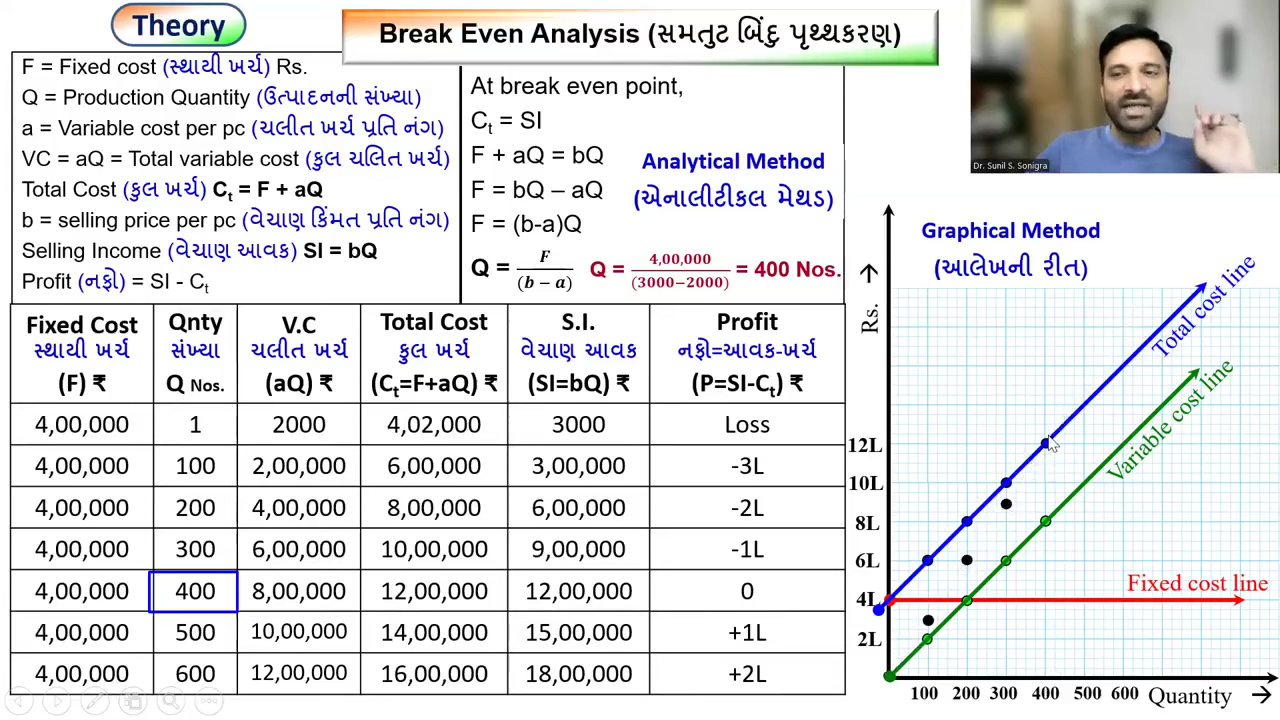 Theory
Break Even Analysis (સમતુટ બિંદુ પૃથ્થકરણ)
F = Fixed cost (સ્થાયી ખર્ચ) Rs.
Q = Production Quantity (ઉત્પાદનની સંખ્યા)
a = Variable cost per pc (ચલીત ખર્ચ પ્રતિ નંગ)
VC = aQ = Total variable cost (કુલ ચલિત ખર્ચ)
Total Cost (કુલ ખર્ચ) Ct = F + aQ
b = selling price per pc (વેચાણ કિંમત પ્રતિ નંગ)
Selling Income (વેચાણ આવક) SI = bQ
Profit (નફો) = SI - Ct
At break even point,
Ct = SI
F + aQ = bQ
F = bQ – aQ
F = (b-a)Q
Q = F / (b − a) Q = 4,00,000 / (3000−2000) = 400 Nos.
Analytical Method
(એનાલીટીકલ મેથડ)
Dr. Sunil S. Sonigra
Fixed Cost Qnty V.C Total Cost S.I. Profit
સ્થાયી ખર્ચ સંખ્યા ચલીત ખર્ચ કુલ ખર્ચ વેચાણ આવક નફો=આવક-ખર્ચ
(F) ₹ Q Nos. (aQ) ₹ (Ct=F+aQ) ₹ (SI=bQ) ₹ (P=SI-Ct) ₹
4,00,000 1 2000 4,02,000 3000 Loss
4,00,000 100 2,00,000 6,00,000 3,00,000 -3L
4,00,000 200 4,00,000 8,00,000 6,00,000 -2L
4,00,000 300 6,00,000 10,00,000 9,00,000 -1L
4,00,000 400 8,00,000 12,00,000 12,00,000 0
4,00,000 500 10,00,000 14,00,000 15,00,000 +1L
4,00,000 600 12,00,000 16,00,000 18,00,000 +2L
Graphical Method
(આલેખની રીત)
Rs.
Total cost line
Variable cost line
Fixed cost line
12L
10L
8L
6L
4L
2L
100 200 300 400 500 600 Quantity